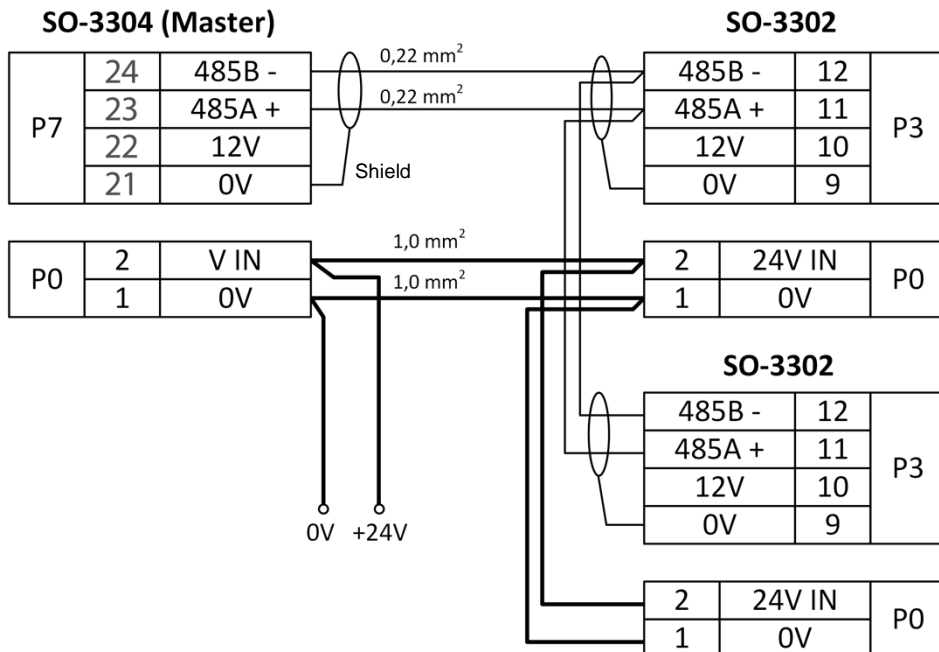 SO-3304 (Master)
SO-3302
0,22 mm²
0,22 mm²
P7
24 485B -
23 485A +
22 12V
21 0V
Shield
485B - 12
485A + 11
12V 10
0V 9
P3
P0
2 V IN
1 0V
1,0 mm²
1,0 mm²
2 24V IN
1 0V
P0
SO-3302
485B - 12
485A + 11
12V 10
0V 9
P3
0V +24V
2 24V IN
1 0V
P0